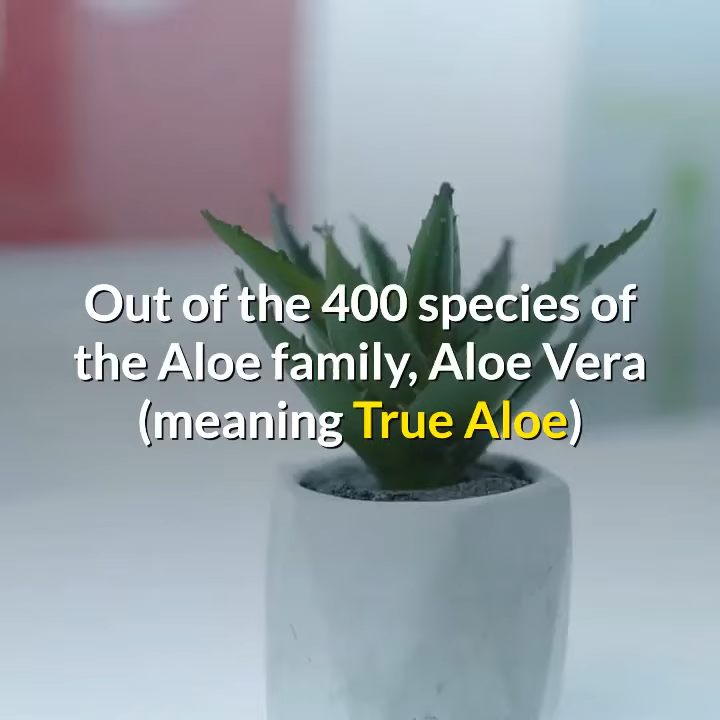 Out of the 400 species of
the Aloe family, Aloe Vera
(meaning True Aloe)